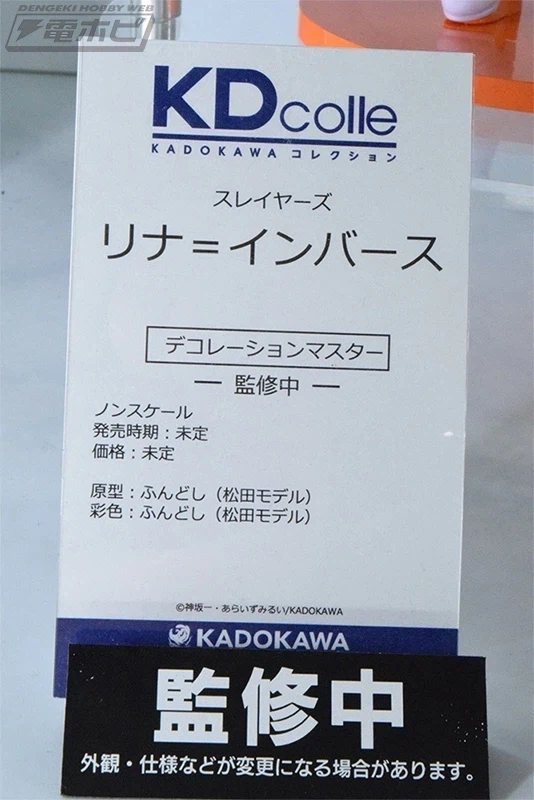 DENGEKI HOBBY WEB
電ホビ
KDcolle
KADOKAWA コレクション
スレイヤーズ
リナ＝インバース
デコレーションマスター
― 監修中 ―
ノンスケール
発売時期：未定
価格：未定
原型：ふんどし（松田モデル）
彩色：ふんどし（松田モデル）
©神坂一・あらいずみるい/KADOKAWA
KADOKAWA
監修中
外観・仕様などが変更になる場合があります。